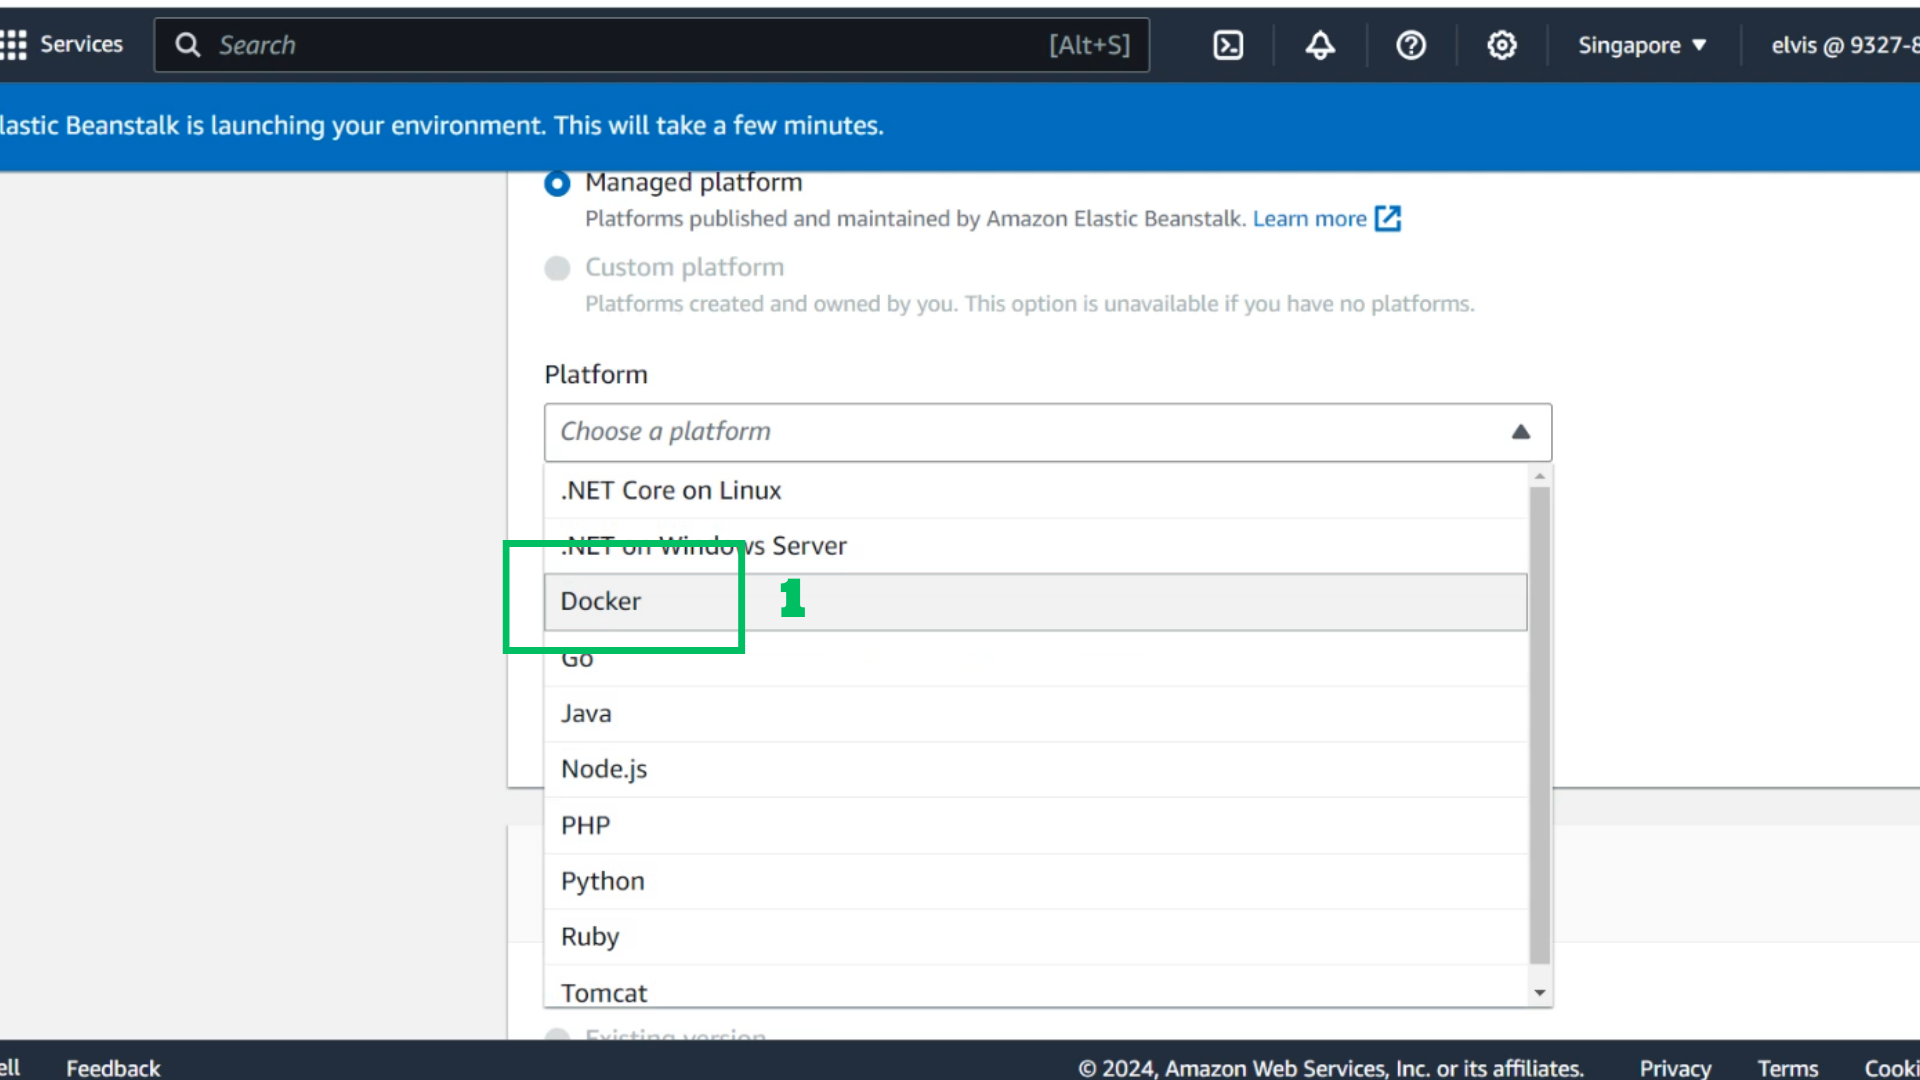 Services
Search [Alt+S]
Singapore
elvis @ 9327-8
lastic Beanstalk is launching your environment. This will take a few minutes.
Managed platform
Platforms published and maintained by Amazon Elastic Beanstalk. Learn more
Custom platform
Platforms created and owned by you. This option is unavailable if you have no platforms.
Platform
Choose a platform
.NET Core on Linux
.NET on Windows Server
Docker
1
Go
Java
Node.js
PHP
Python
Ruby
Tomcat
Existing version
ell Feedback © 2024, Amazon Web Services, Inc. or its affiliates. Privacy Terms Cooki